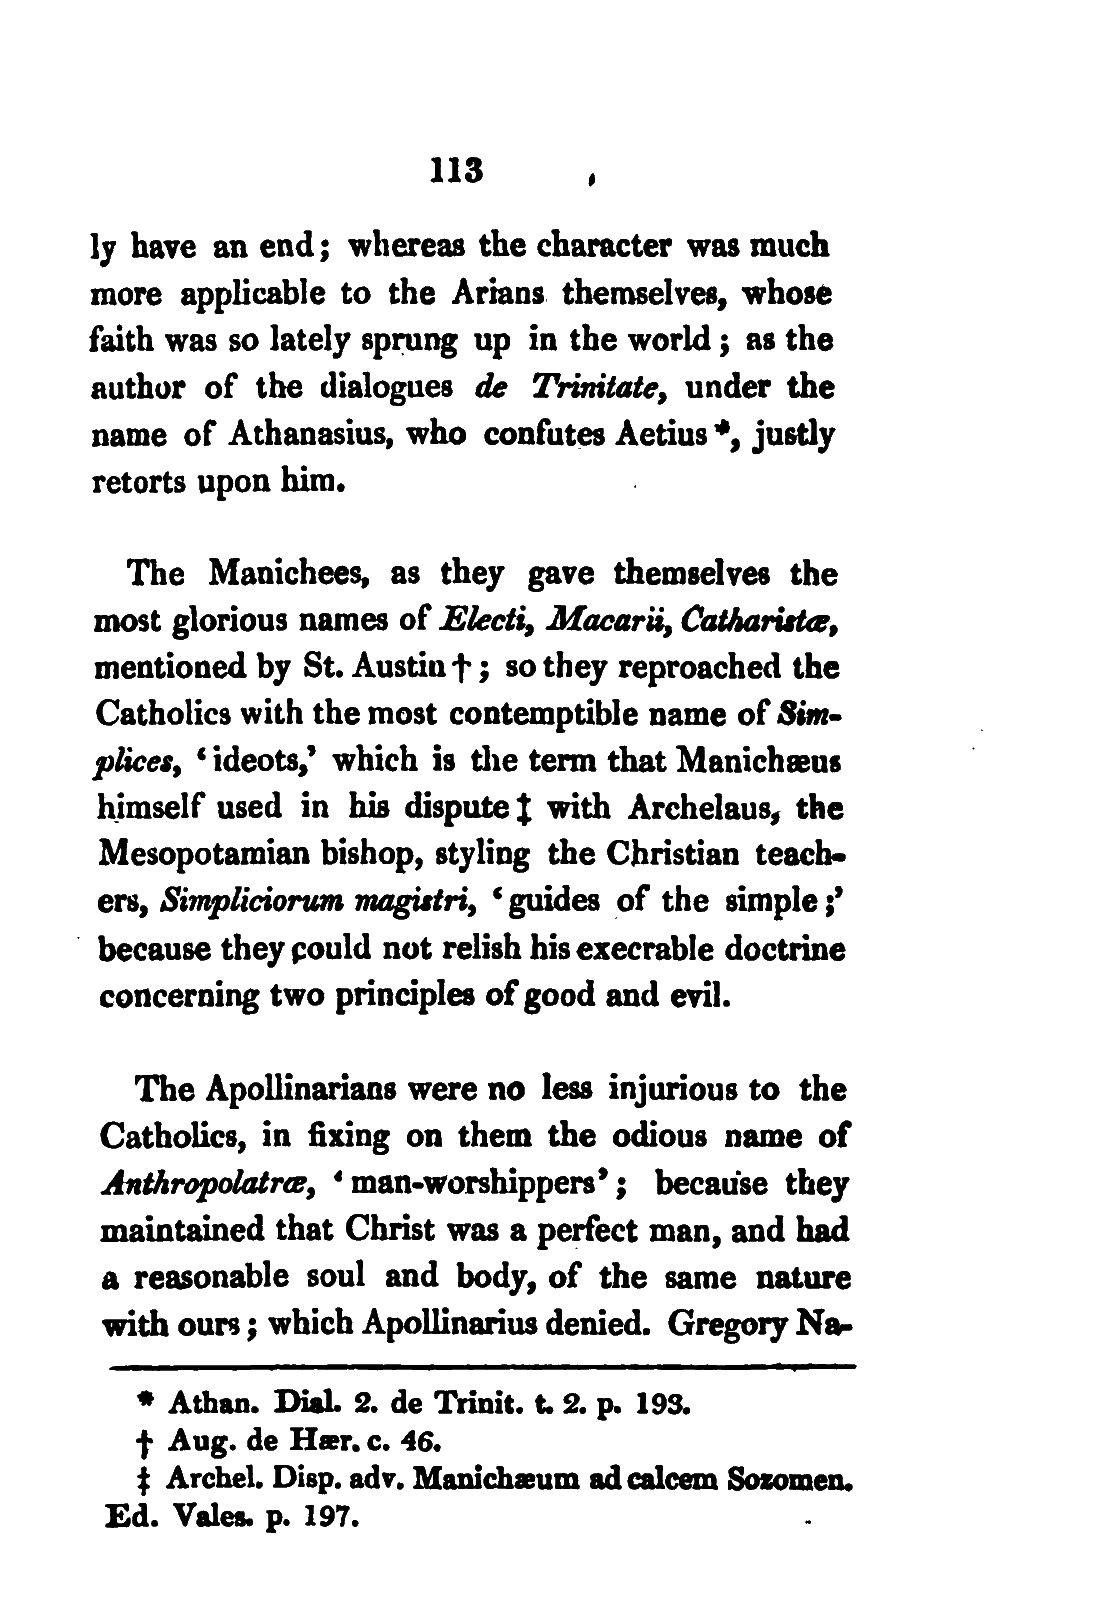 113
ly have an end; whereas the character was much
more applicable to the Arians themselves, whose
faith was so lately sprung up in the world; as the
author of the dialogues de Trinitate, under the
name of Athanasius, who confutes Aetius *, justly
retorts upon him.
The Manichees, as they gave themselves the
most glorious names of Electi, Macarii, Catharistæ,
mentioned by St. Austin †; so they reproached the
Catholics with the most contemptible name of Sim-
plices, ‘ideots,’ which is the term that Manichæus
himself used in his dispute ‡ with Archelaus, the
Mesopotamian bishop, styling the Christian teach-
ers, Simpliciorum magistri, ‘guides of the simple;’
because they could not relish his execrable doctrine
concerning two principles of good and evil.
The Apollinarians were no less injurious to the
Catholics, in fixing on them the odious name of
Anthropolatræ, ‘man-worshippers’; because they
maintained that Christ was a perfect man, and had
a reasonable soul and body, of the same nature
with ours; which Apollinarius denied. Gregory Na-
* Athan. Dial. 2. de Trinit. t. 2. p. 193.
† Aug. de Hær. c. 46.
‡ Archel. Disp. adv. Manichæum ad calcem Sozomen.
Ed. Vales. p. 197.